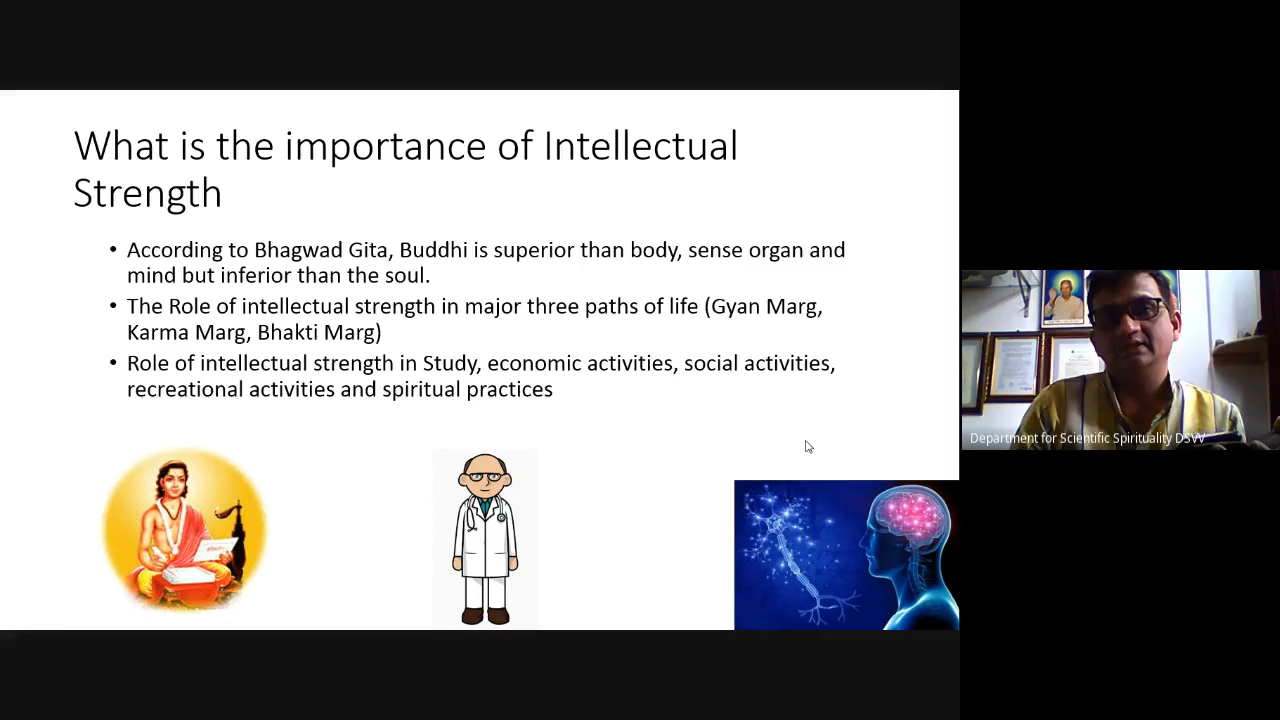 What is the importance of Intellectual
Strength
• According to Bhagwad Gita, Buddhi is superior than body, sense organ and
mind but inferior than the soul.
• The Role of intellectual strength in major three paths of life (Gyan Marg,
Karma Marg, Bhakti Marg)
• Role of intellectual strength in Study, economic activities, social activities,
recreational activities and spiritual practices
Department for Scientific Spirituality DSVV